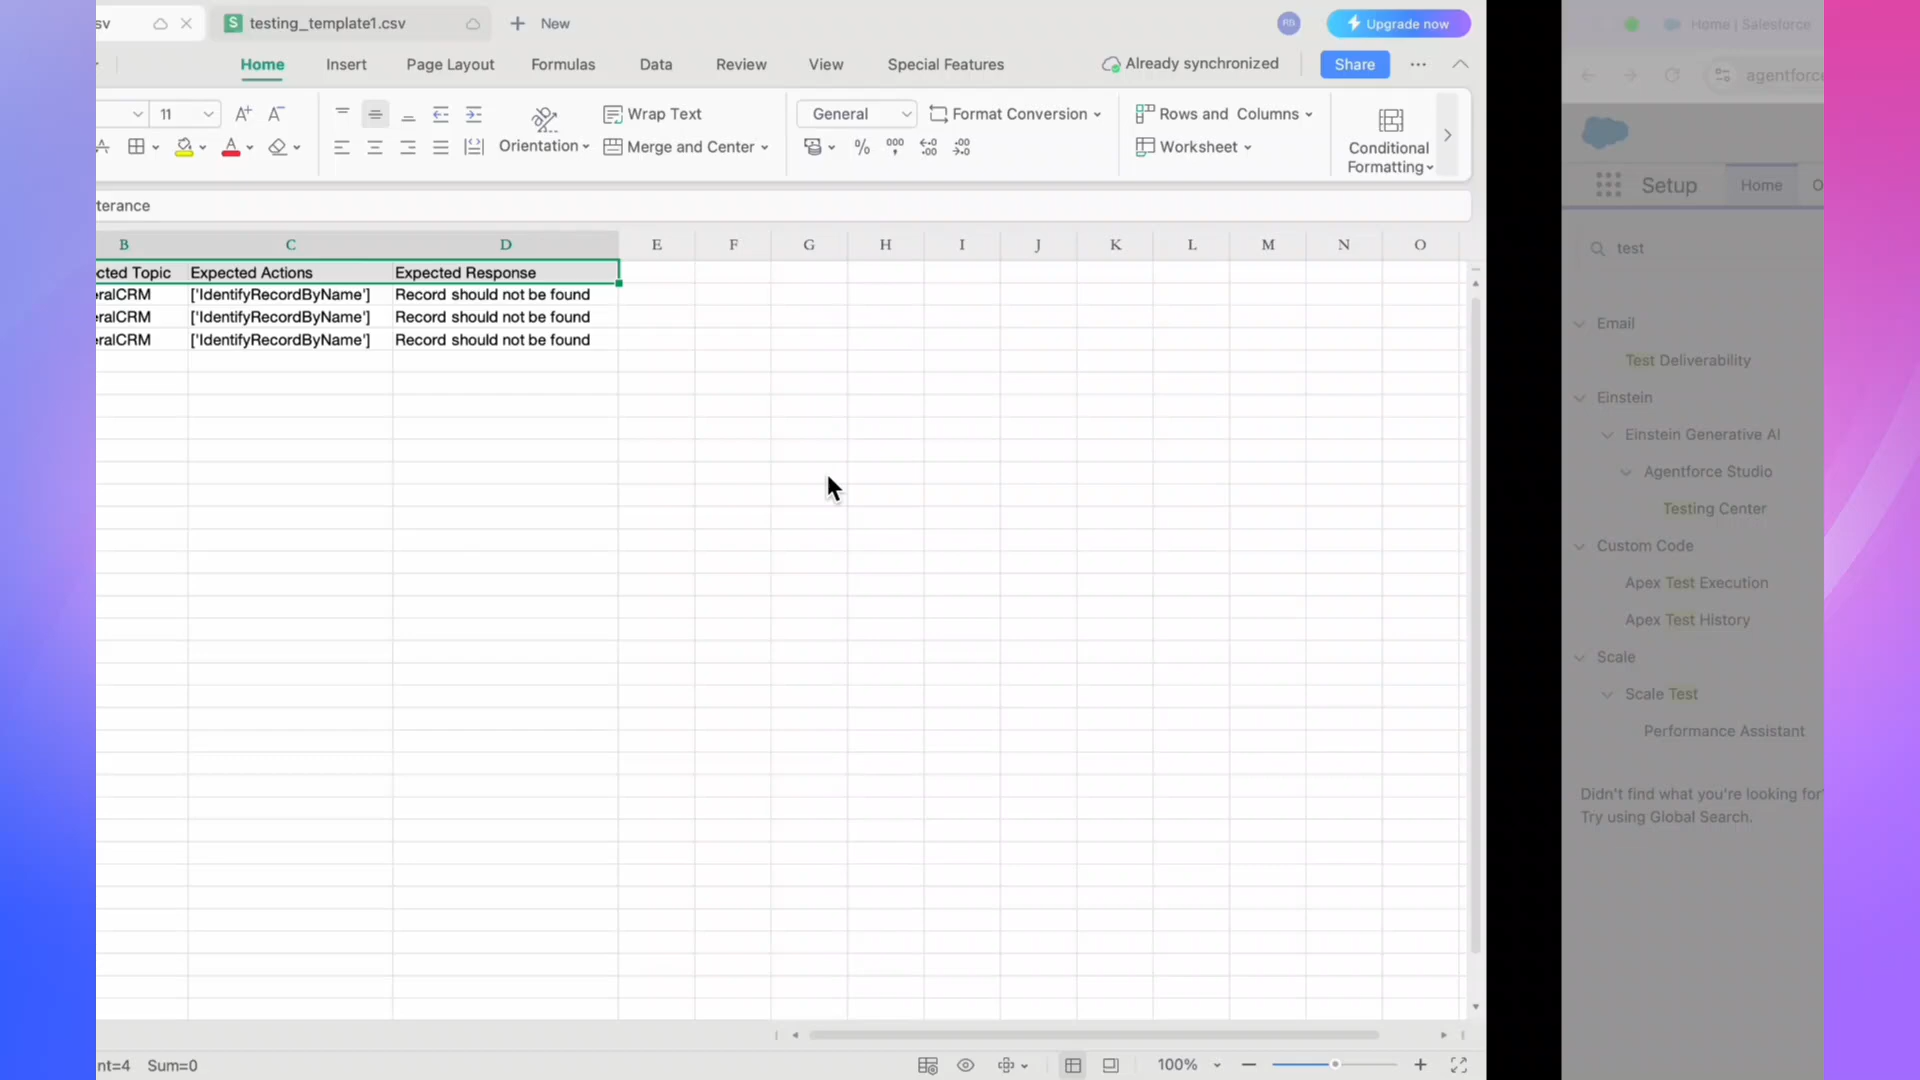 sv
testing_template1.csv
New
RS
Upgrade now
Home
Insert
Page Layout
Formulas
Data
Review
View
Special Features
Already synchronized
Share
11
Wrap Text
General
Format Conversion
Rows and Columns
Orientation
Merge and Center
Worksheet
Conditional
Formatting
terance
B C D E F G H I J K L M N O
cted Topic Expected Actions Expected Response
eralCRM ['IdentifyRecordByName'] Record should not be found
eralCRM ['IdentifyRecordByName'] Record should not be found
eralCRM ['IdentifyRecordByName'] Record should not be found
nt=4 Sum=0
100%
Home | Salesforce
agentforce
Setup
Home
O
test
Email
Test Deliverability
Einstein
Einstein Generative AI
Agentforce Studio
Testing Center
Custom Code
Apex Test Execution
Apex Test History
Scale
Scale Test
Performance Assistant
Didn't find what you're looking for?
Try using Global Search.